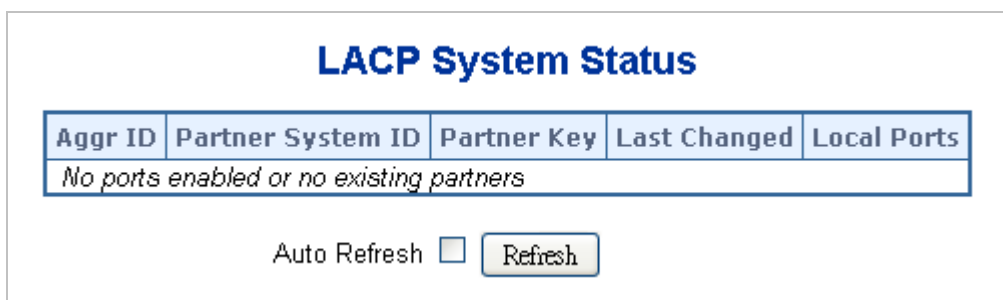 LACP System Status
Aggr ID Partner System ID Partner Key Last Changed Local Ports
No ports enabled or no existing partners
Auto Refresh Refresh